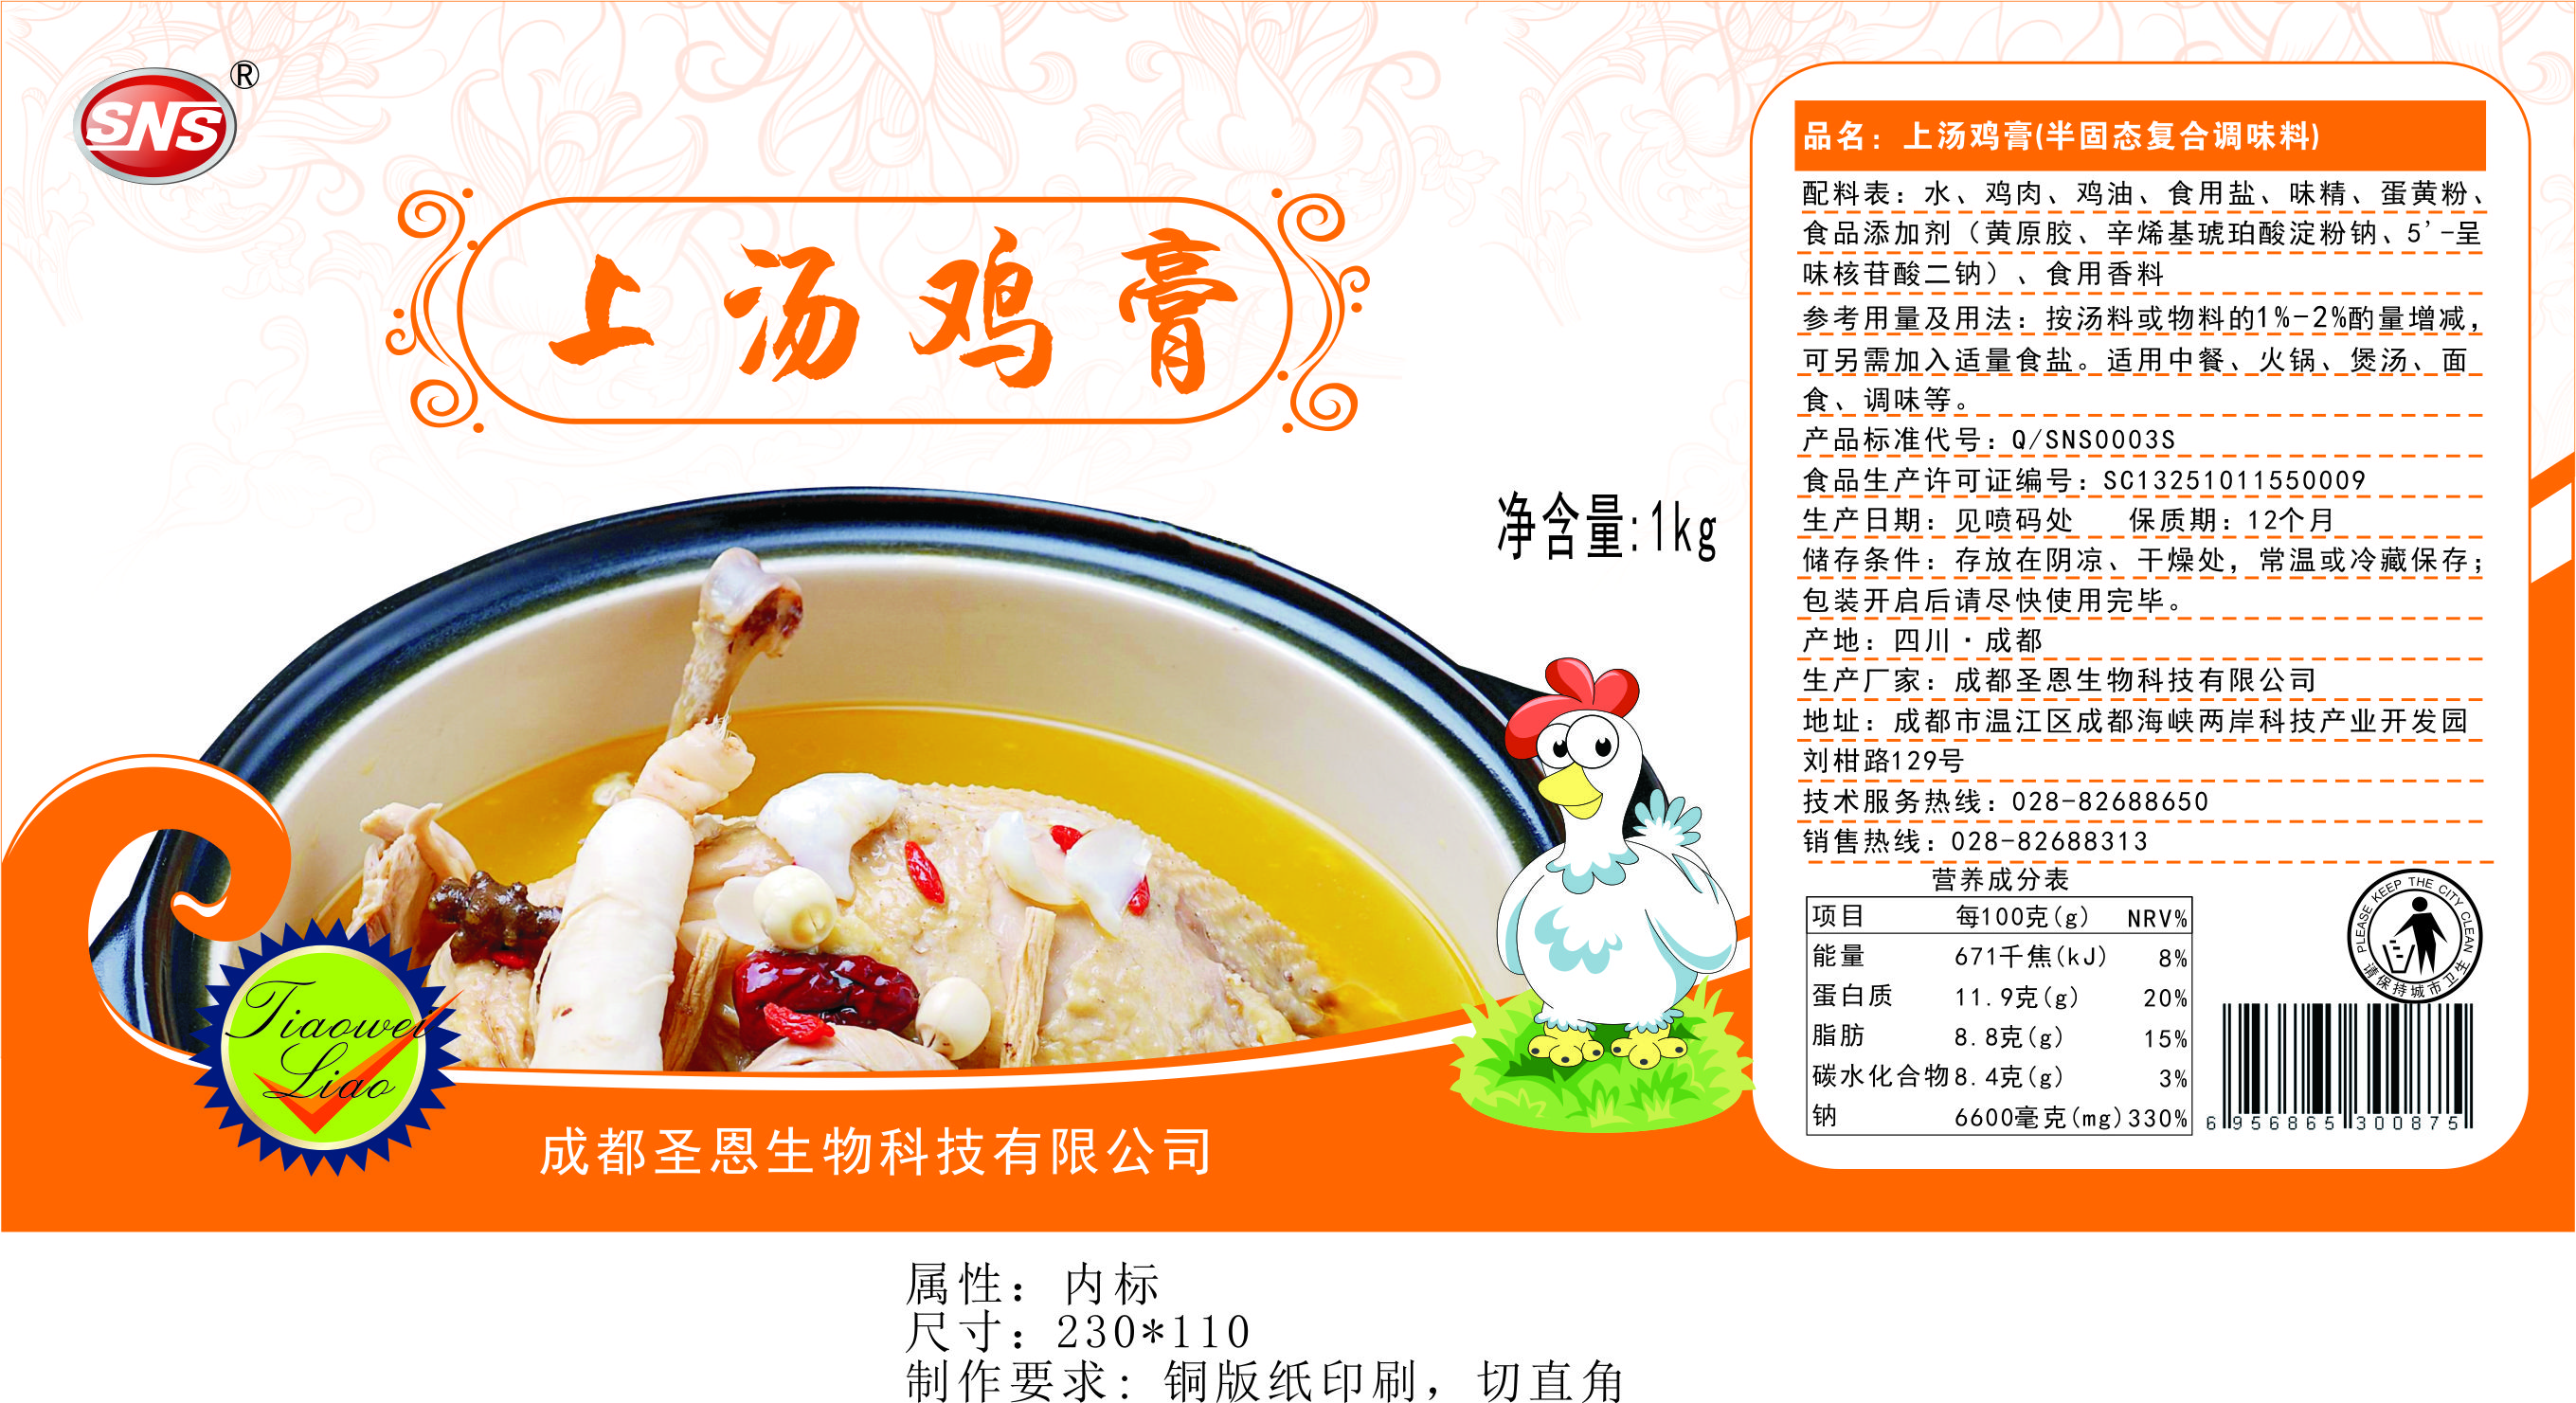 SNS®
上汤鸡膏
净含量:1kg
Tiaowei
Liao
成都圣恩生物科技有限公司
品名：上汤鸡膏(半固态复合调味料)
配料表：水、鸡肉、鸡油、食用盐、味精、蛋黄粉、
食品添加剂（黄原胶、辛烯基琥珀酸淀粉钠、5'-呈
味核苷酸二钠）、食用香料
参考用量及用法：按汤料或物料的1%-2%酌量增减，
可另需加入适量食盐。适用中餐、火锅、煲汤、面
食、调味等。
产品标准代号：Q/SNS0003S
食品生产许可证编号：SC13251011550009
生产日期：见喷码处 保质期：12个月
储存条件：存放在阴凉、干燥处，常温或冷藏保存；
包装开启后请尽快使用完毕。
产地：四川·成都
生产厂家：成都圣恩生物科技有限公司
地址：成都市温江区成都海峡两岸科技产业开发园
刘柑路129号
技术服务热线：028-82688650
销售热线：028-82688313
营养成分表
项目 每100克(g) NRV%
能量 671千焦(kJ) 8%
蛋白质 11.9克(g) 20%
脂肪 8.8克(g) 15%
碳水化合物 8.4克(g) 3%
钠 6600毫克(mg) 330%
PLEASE KEEP THE CITY CLEAN
请保持城市卫生
6 956865 300875
属性：内标
尺寸：230*110
制作要求：铜版纸印刷，切直角